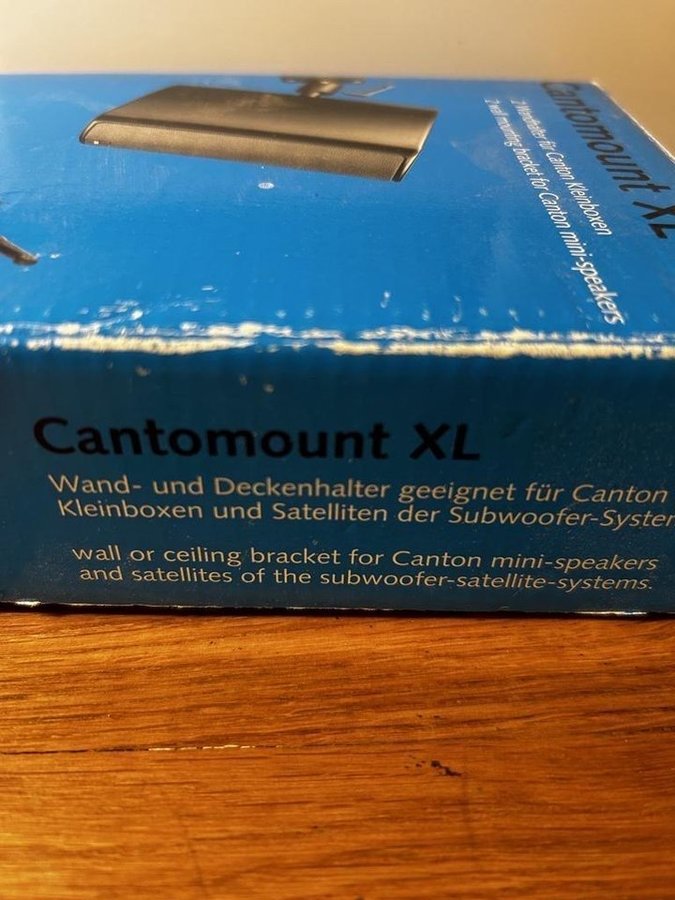 Cantomount XL
2 Wandhalter für Canton Kleinboxen
2 wall mounting bracket for Canton mini-speakers
Cantomount XL
Wand- und Deckenhalter geeignet für Canton
Kleinboxen und Satelliten der Subwoofer-System
wall or ceiling bracket for Canton mini-speakers
and satellites of the subwoofer-satellite-systems.